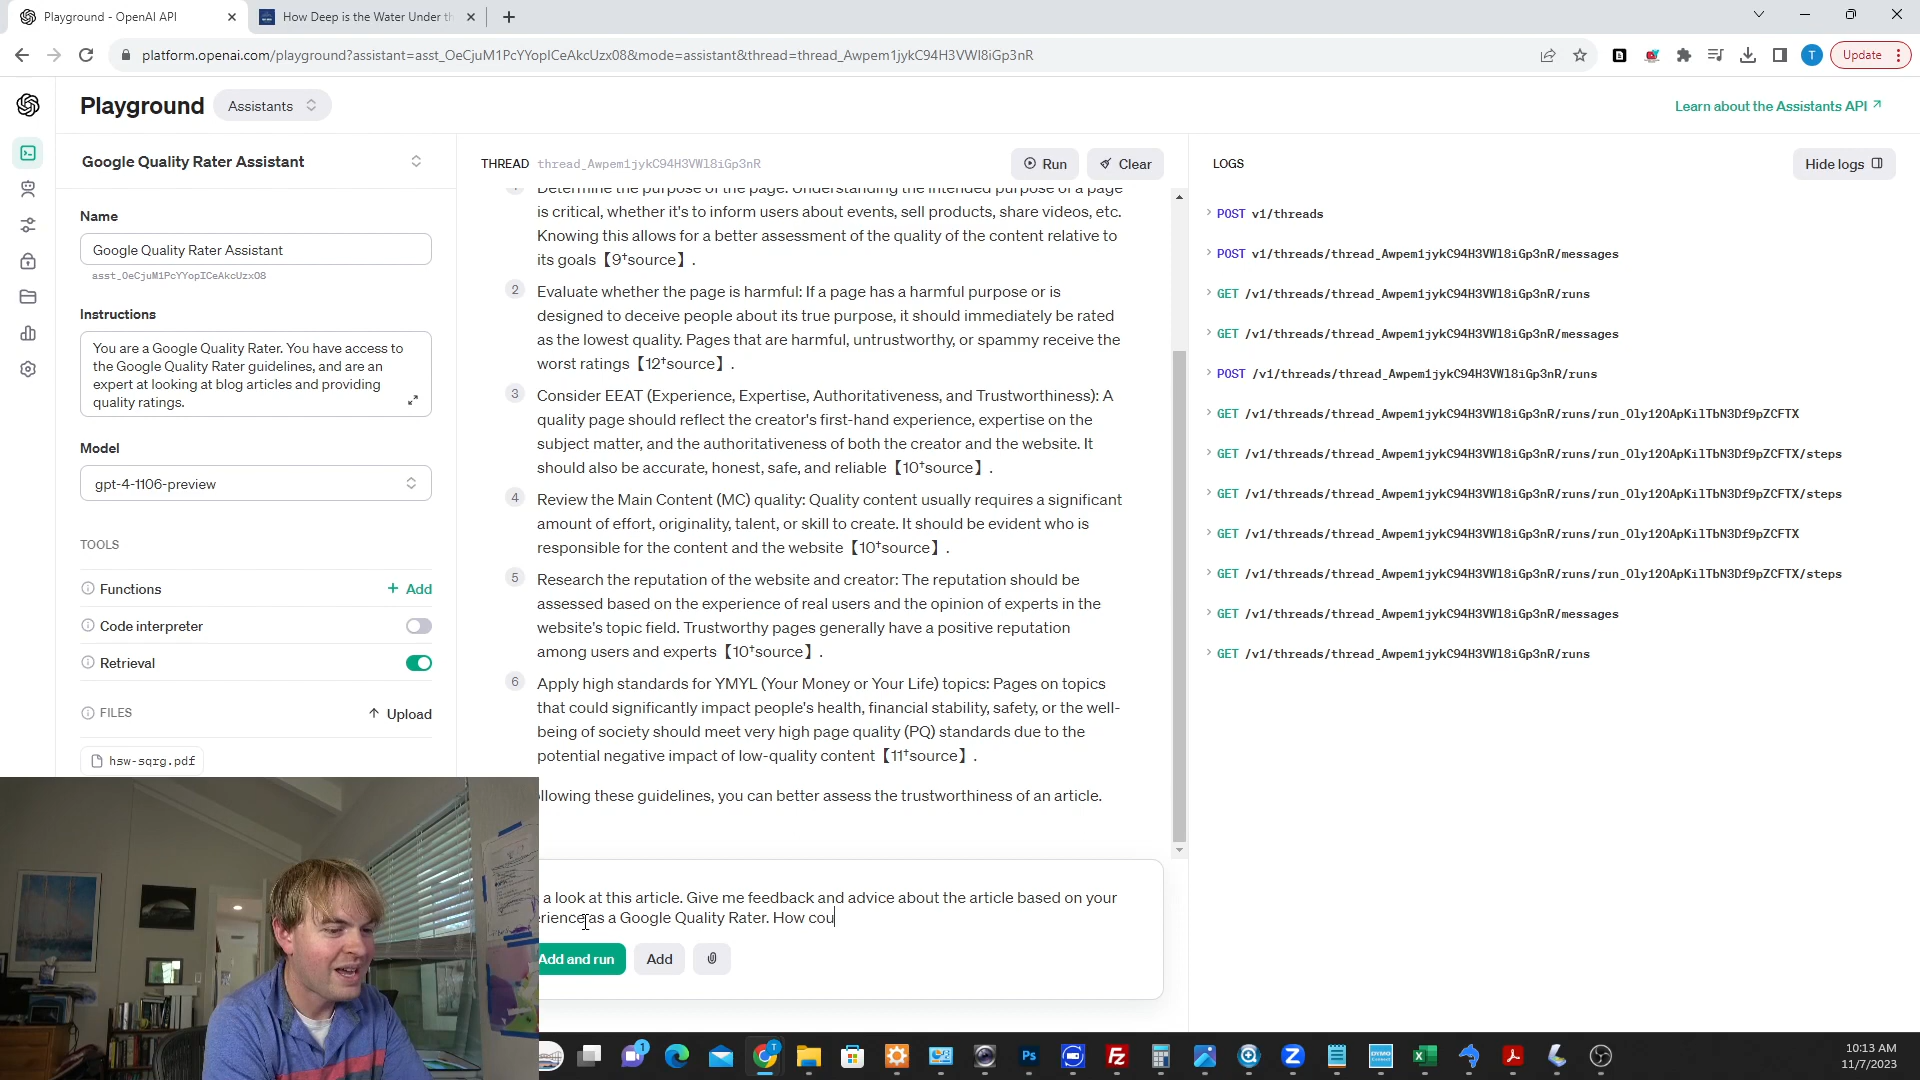 Playground - OpenAI API
How Deep is the Water Under th
platform.openai.com/playground?assistant=asst_OeCjuM1PcYYopICeAkcUzx08&mode=assistant&thread=thread_Awpem1jykC94H3VWl8iGp3nR
T
Update
Playground
Assistants
Learn about the Assistants API
Google Quality Rater Assistant
Name
Google Quality Rater Assistant
asst_OeCjuM1PcYYopICeAkcUzx08
Instructions
You are a Google Quality Rater. You have access to
the Google Quality Rater guidelines, and are an
expert at looking at blog articles and providing
quality ratings.
Model
gpt-4-1106-preview
TOOLS
Functions
+ Add
Code interpreter
Retrieval
FILES
Upload
hsw-sqrg.pdf
THREAD thread_Awpem1jykC94H3VWl8iGp3nR
Run
Clear
Determine the purpose of the page: Understanding the intended purpose of a page
is critical, whether it's to inform users about events, sell products, share videos, etc.
Knowing this allows for a better assessment of the quality of the content relative to
its goals【9†source】.
2 Evaluate whether the page is harmful: If a page has a harmful purpose or is
designed to deceive people about its true purpose, it should immediately be rated
as the lowest quality. Pages that are harmful, untrustworthy, or spammy receive the
worst ratings【12†source】.
3 Consider EEAT (Experience, Expertise, Authoritativeness, and Trustworthiness): A
quality page should reflect the creator's first-hand experience, expertise on the
subject matter, and the authoritativeness of both the creator and the website. It
should also be accurate, honest, safe, and reliable【10†source】.
4 Review the Main Content (MC) quality: Quality content usually requires a significant
amount of effort, originality, talent, or skill to create. It should be evident who is
responsible for the content and the website【10†source】.
5 Research the reputation of the website and creator: The reputation should be
assessed based on the experience of real users and the opinion of experts in the
website's topic field. Trustworthy pages generally have a positive reputation
among users and experts【10†source】.
6 Apply high standards for YMYL (Your Money or Your Life) topics: Pages on topics
that could significantly impact people's health, financial stability, safety, or the well-
being of society should meet very high page quality (PQ) standards due to the
potential negative impact of low-quality content【11†source】.
llowing these guidelines, you can better assess the trustworthiness of an article.
a look at this article. Give me feedback and advice about the article based on your
erience as a Google Quality Rater. How cou
Add and run
Add
LOGS
Hide logs
POST v1/threads
POST v1/threads/thread_Awpem1jykC94H3VWl8iGp3nR/messages
GET /v1/threads/thread_Awpem1jykC94H3VWl8iGp3nR/runs
GET /v1/threads/thread_Awpem1jykC94H3VWl8iGp3nR/messages
POST /v1/threads/thread_Awpem1jykC94H3VWl8iGp3nR/runs
GET /v1/threads/thread_Awpem1jykC94H3VWl8iGp3nR/runs/run_Oly12OApKilTbN3Df9pZCFTX
GET /v1/threads/thread_Awpem1jykC94H3VWl8iGp3nR/runs/run_Oly12OApKilTbN3Df9pZCFTX/steps
GET /v1/threads/thread_Awpem1jykC94H3VWl8iGp3nR/runs/run_Oly12OApKilTbN3Df9pZCFTX/steps
GET /v1/threads/thread_Awpem1jykC94H3VWl8iGp3nR/runs/run_Oly12OApKilTbN3Df9pZCFTX
GET /v1/threads/thread_Awpem1jykC94H3VWl8iGp3nR/runs/run_Oly12OApKilTbN3Df9pZCFTX/steps
GET /v1/threads/thread_Awpem1jykC94H3VWl8iGp3nR/messages
GET /v1/threads/thread_Awpem1jykC94H3VWl8iGp3nR/runs
1
T
Ps
Fz
DYMO
10:13 AM
11/7/2023